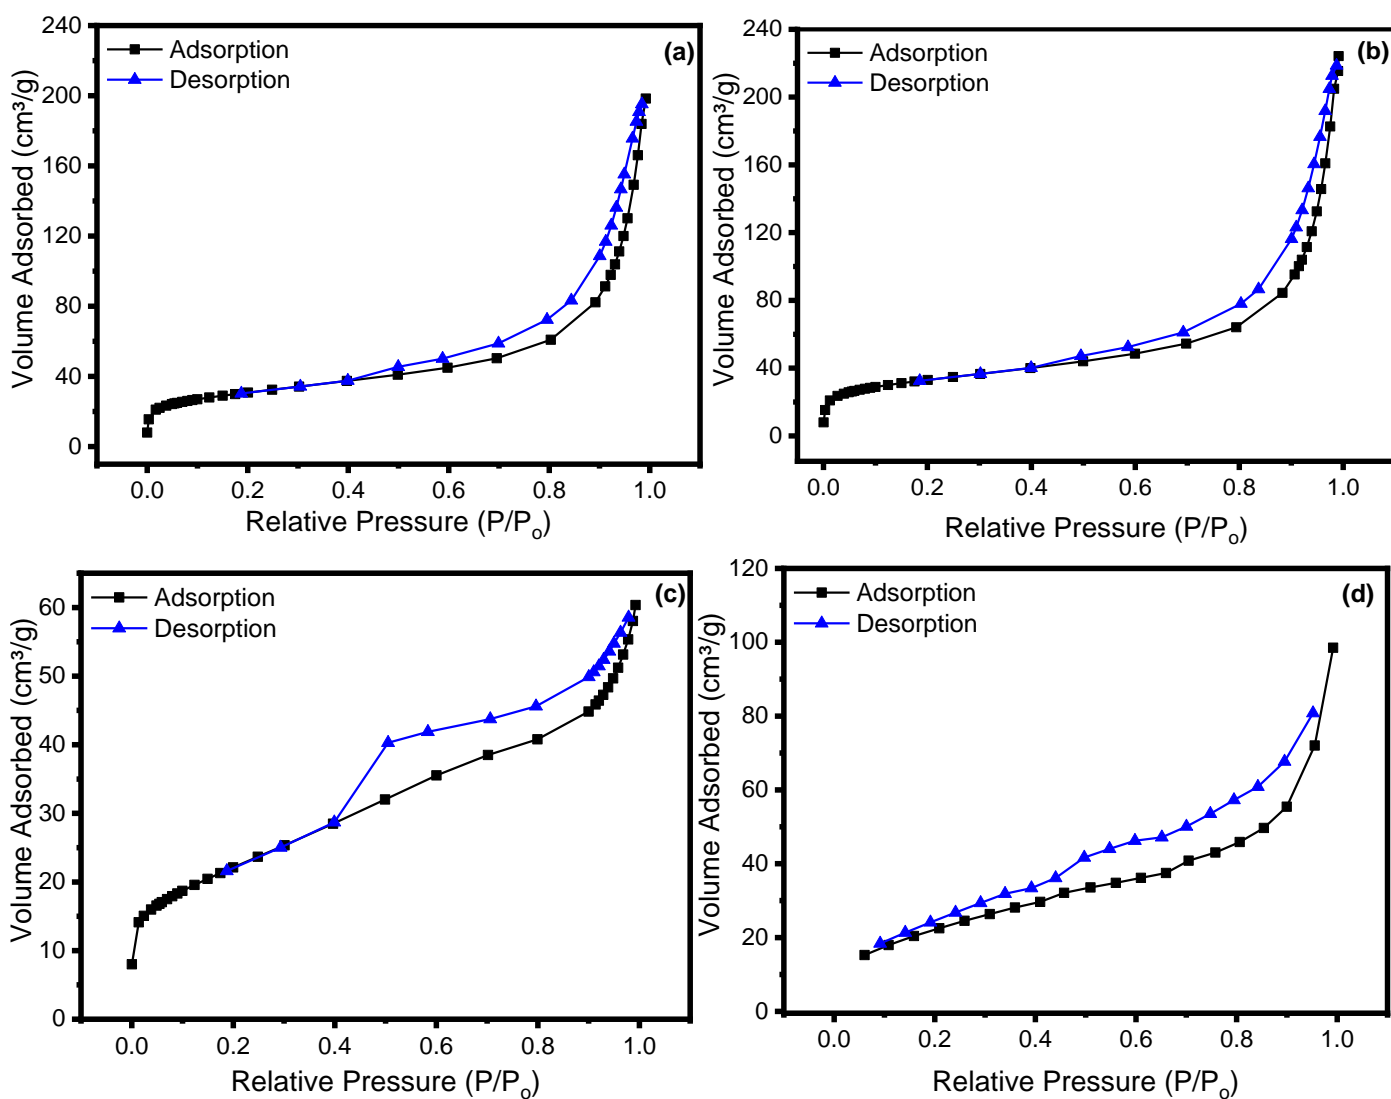 (a)
Adsorption
Desorption
Volume Adsorbed (cm³/g)
240
200
160
120
80
40
0
0.0 0.2 0.4 0.6 0.8 1.0
Relative Pressure (P/Pₒ)
(b)
Adsorption
Desorption
Volume Adsorbed (cm³/g)
240
200
160
120
80
40
0
0.0 0.2 0.4 0.6 0.8 1.0
Relative Pressure (P/Pₒ)
(c)
Adsorption
Desorption
Volume Adsorbed (cm³/g)
60
50
40
30
20
10
0
0.0 0.2 0.4 0.6 0.8 1.0
Relative Pressure (P/Pₒ)
(d)
Adsorption
Desorption
Volume Adsorbed (cm³/g)
120
100
80
60
40
20
0
0.0 0.2 0.4 0.6 0.8 1.0
Relative Pressure (P/Pₒ)